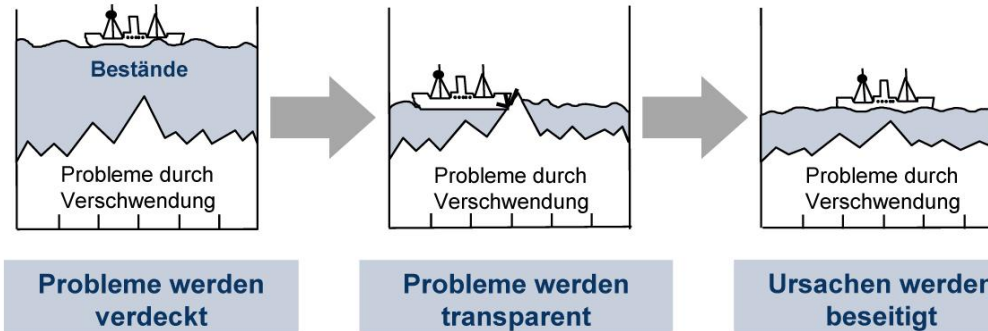 Bestände
Probleme durch
Verschwendung
Probleme durch
Verschwendung
Probleme durch
Verschwendung
Probleme werden
verdeckt
Probleme werden
transparent
Ursachen werden
beseitigt